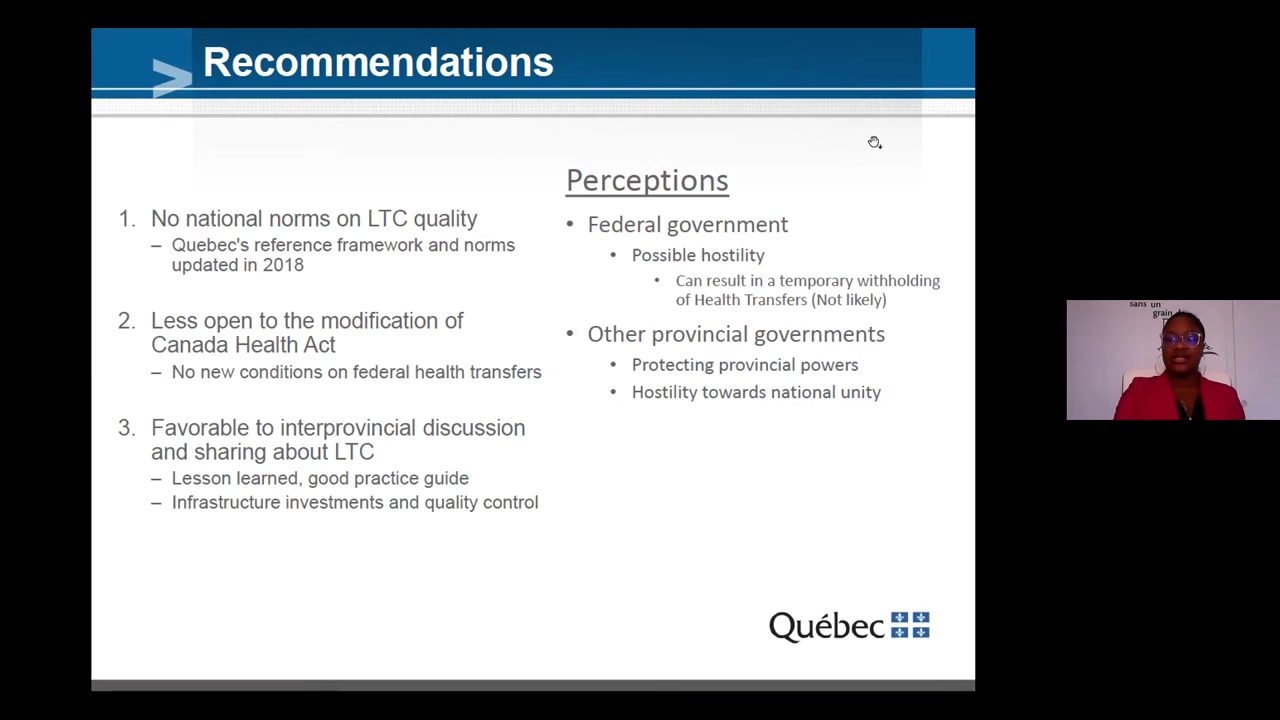 Recommendations
1. No national norms on LTC quality
– Quebec's reference framework and norms
updated in 2018
2. Less open to the modification of
Canada Health Act
– No new conditions on federal health transfers
3. Favorable to interprovincial discussion
and sharing about LTC
– Lesson learned, good practice guide
– Infrastructure investments and quality control
Perceptions
• Federal government
• Possible hostility
• Can result in a temporary withholding
of Health Transfers (Not likely)
• Other provincial governments
• Protecting provincial powers
• Hostility towards national unity
Québec
sans un
grain